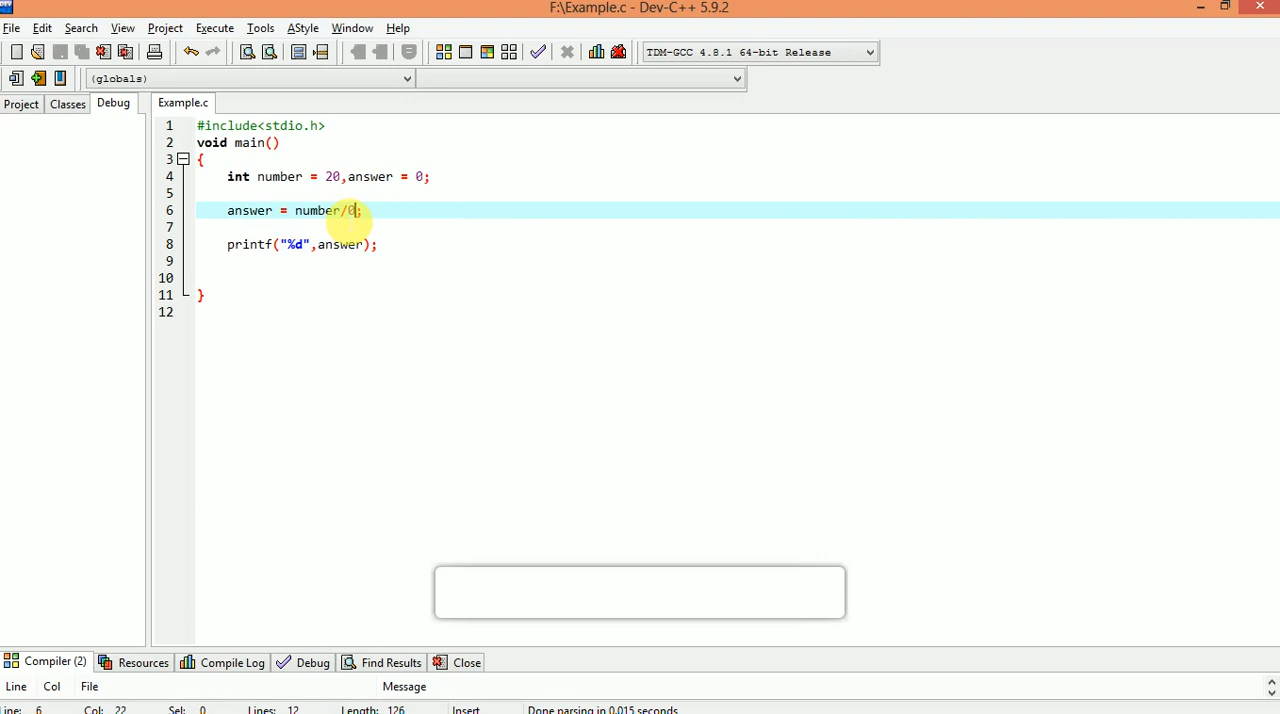 F:\Example.c - Dev-C++ 5.9.2
File Edit Search View Project Execute Tools AStyle Window Help
TDM-GCC 4.8.1 64-bit Release
(globals)
Project Classes Debug Example.c
1 #include<stdio.h>
2 void main()
3 {
4 int number = 20,answer = 0;
5
6 answer = number/0;
7
8 printf("%d",answer);
9
10
11 }
12
Compiler (2) Resources Compile Log Debug Find Results Close
Line Col File Message
Line: 6 Col: 22 Sel: 0 Lines: 12 Length: 126 Insert Done parsing in 0.015 seconds